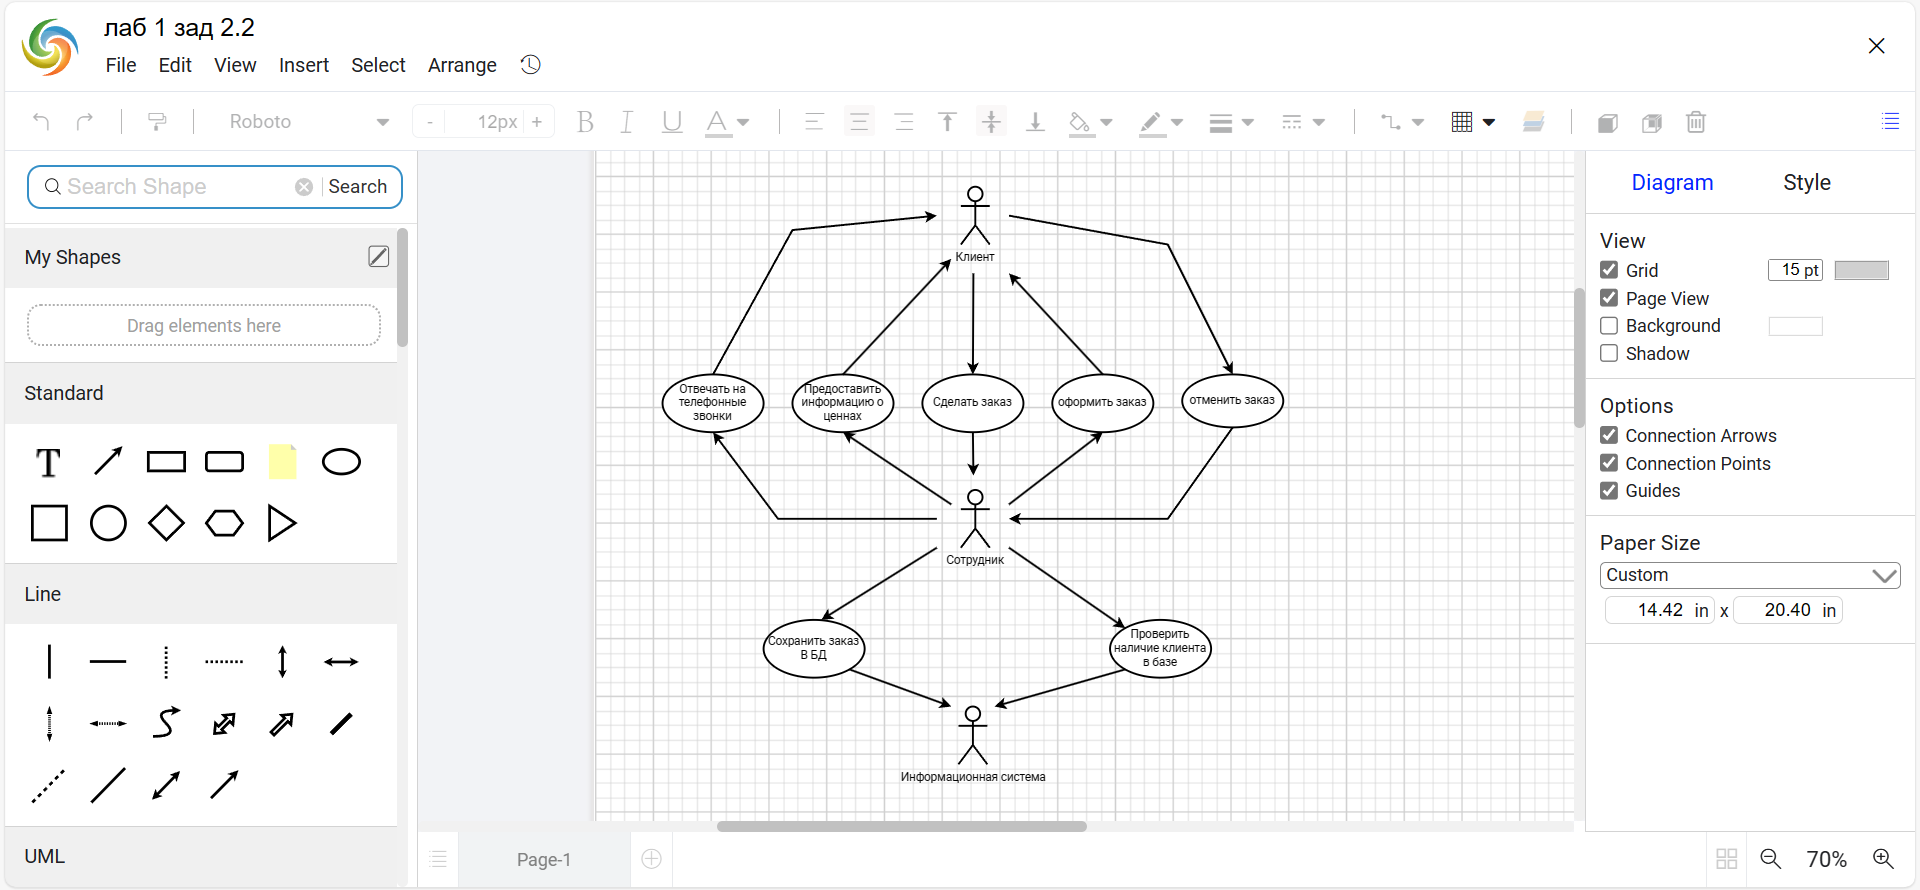 лаб 1 зад 2.2
File Edit View Insert Select Arrange
Roboto - 12px + B I U A
Search Shape Search
My Shapes
Drag elements here
Standard
T
Line
UML
Клиент
Отвечать на
телефонные
звонки
Предоставить
информацию о
ценнах
Сделать заказ
оформить заказ
отменить заказ
Сотрудник
Сохранить заказ
В БД
Проверить
наличие клиента
в базе
Информационная система
Page-1
Diagram Style
View
Grid 15 pt
Page View
Background
Shadow
Options
Connection Arrows
Connection Points
Guides
Paper Size
Custom
14.42 in x 20.40 in
70%